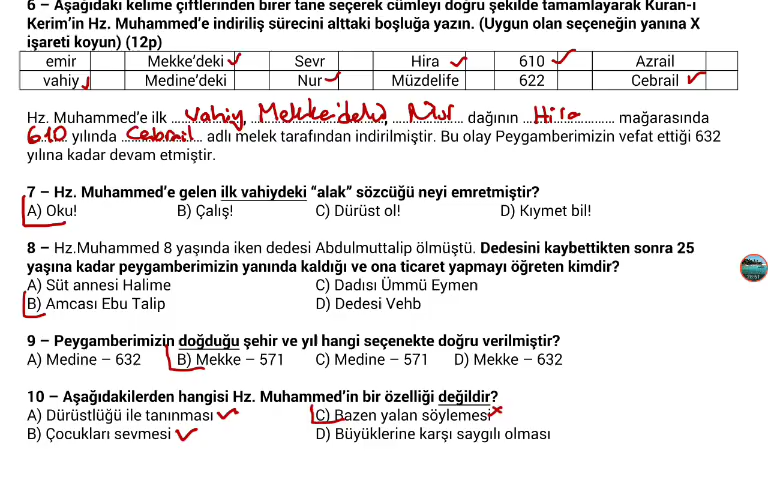 6 – Aşağıdaki kelime çiftlerinden birer tane seçerek cümleyi doğru şekilde tamamlayarak Kuran-ı
Kerim’in Hz. Muhammed’e indiriliş sürecini alttaki boşluğa yazın. (Uygun olan seçeneğin yanına X
işareti koyun) (12p)
emir Mekke’deki Sevr Hira 610 Azrail
vahiy Medine’deki Nur Müzdelife 622 Cebrail
Hz. Muhammed’e ilk vahiy, Mekke’deki, Nur dağının Hira mağarasında
610 yılında Cebrail adlı melek tarafından indirilmiştir. Bu olay Peygamberimizin vefat ettiği 632
yılına kadar devam etmiştir.
7 – Hz. Muhammed’e gelen ilk vahiydeki “alak” sözcüğü neyi emretmiştir?
A) Oku! B) Çalış! C) Dürüst ol! D) Kıymet bil!
8 – Hz.Muhammed 8 yaşında iken dedesi Abdulmuttalip ölmüştü. Dedesini kaybettikten sonra 25
yaşına kadar peygamberimizin yanında kaldığı ve ona ticaret yapmayı öğreten kimdir?
A) Süt annesi Halime C) Dadısı Ümmü Eymen
B) Amcası Ebu Talip D) Dedesi Vehb
9 – Peygamberimizin doğduğu şehir ve yıl hangi seçenekte doğru verilmiştir?
A) Medine – 632 B) Mekke – 571 C) Medine – 571 D) Mekke – 632
10 – Aşağıdakilerden hangisi Hz. Muhammed’in bir özelliği değildir?
A) Dürüstlüğü ile tanınması C) Bazen yalan söylemesi
B) Çocukları sevmesi D) Büyüklerine karşı saygılı olması